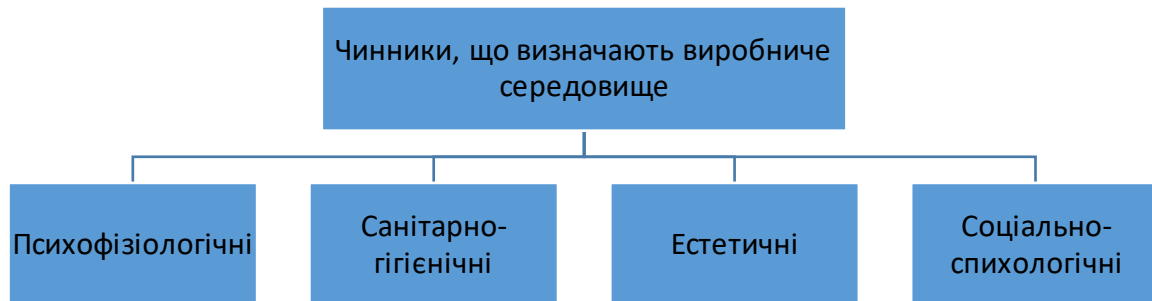 Чинники, що визначають виробниче
середовище
Психофізіологічні
Санітарно-
гігієнічні
Естетичні
Соціально-
спихологічні